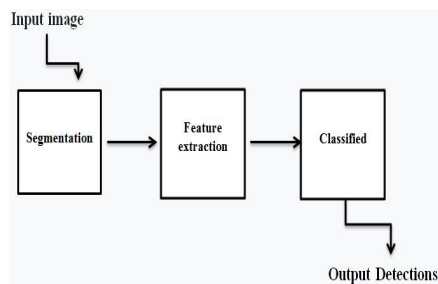 Input image
Segmentation
Feature
extraction
Classified
Output Detections